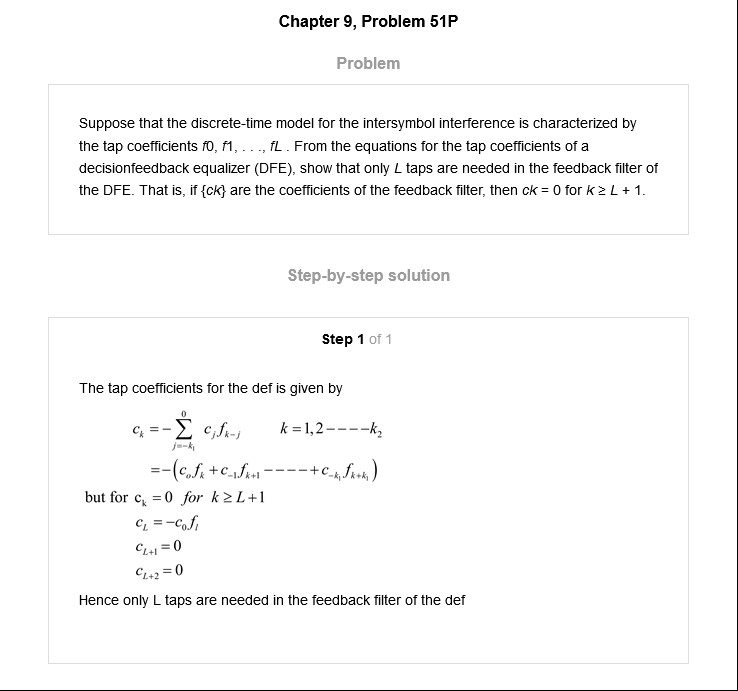 Chapter 9, Problem 51P
Problem
Suppose that the discrete-time model for the intersymbol interference is characterized by
the tap coefficients f0, f1, . . ., fL . From the equations for the tap coefficients of a
decisionfeedback equalizer (DFE), show that only L taps are needed in the feedback filter of
the DFE. That is, if {ck} are the coefficients of the feedback filter, then ck = 0 for k ≥ L + 1.
Step-by-step solution
Step 1 of 1
The tap coefficients for the def is given by
c_k = -∑_{j=-k_1}^{0} c_j f_{k-j}   k = 1,2----k_2
=-(c_o f_k + c_{-1} f_{k+1} ----+c_{-k_1} f_{k+k_1})
but for c_k = 0 for k ≥ L+1
c_L = -c_0 f_l
c_{L+1} = 0
c_{L+2} = 0
Hence only L taps are needed in the feedback filter of the def